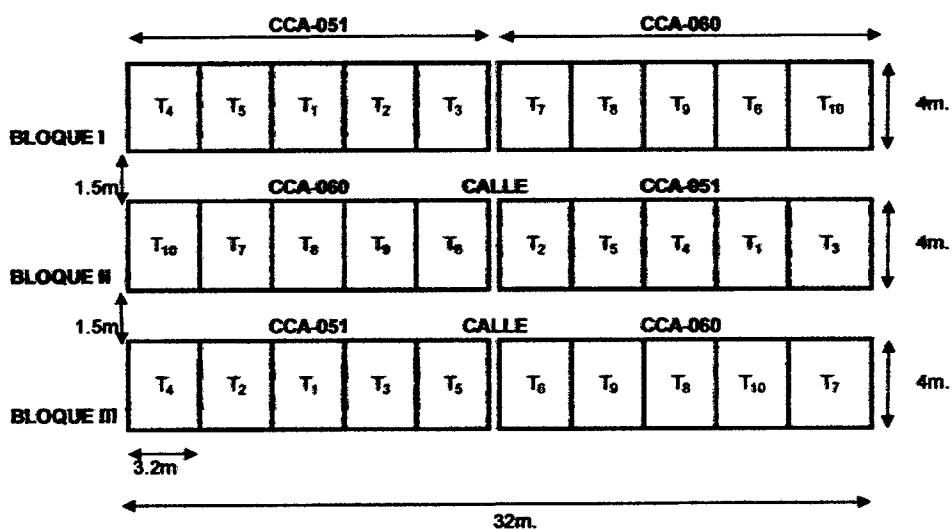 CCA-051 CCA-060
T₄ T₅ T₁ T₂ T₃ T₇ T₈ T₉ T₆ T₁₀ 4m.
BLOQUE I
1.5m CCA-060 CALLE CCA-051
T₁₀ T₇ T₈ T₉ T₆ T₂ T₅ T₄ T₁ T₃ 4m.
BLOQUE II
1.5m CCA-051 CALLE CCA-060
T₄ T₂ T₁ T₃ T₅ T₆ T₉ T₈ T₁₀ T₇ 4m.
BLOQUE III
3.2m
32m.